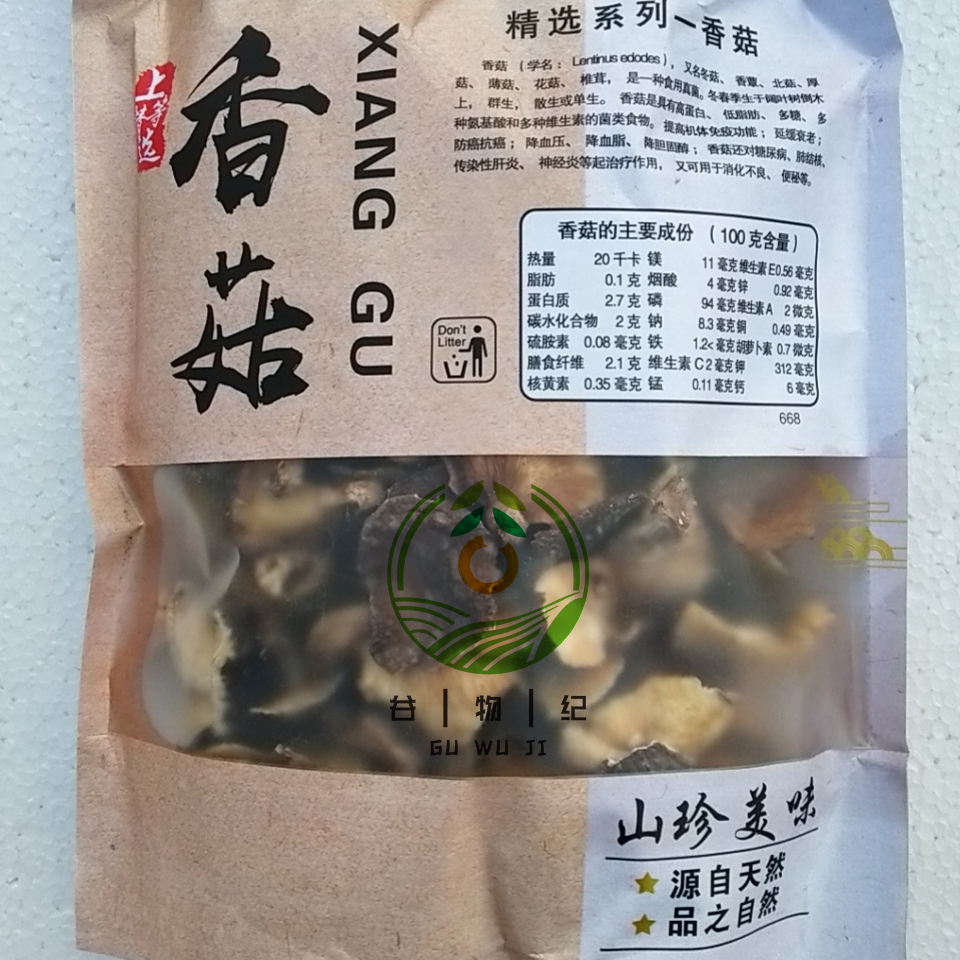 香菇
XIANG GU
上等
洪选
精选系列—香菇
香菇（学名：Lentinus edodes），又名冬菇、香蕈、北菇、厚
菇、薄菇、花菇、椎茸，是一种食用真菌。冬春季生于阔叶树倒木
上，群生，散生或单生。香菇是具有高蛋白、低脂肪、多糖、多
种氨基酸和多种维生素的菌类食物。提高机体免疫功能；延缓衰老；
防癌抗癌；降血压、降血脂、降胆固醇；香菇还对糖尿病、肺结核、
传染性肝炎、神经炎等起治疗作用，又可用于消化不良、便秘等。
香菇的主要成份（100克含量）
热量 20千卡 镁 11毫克 维生素E 0.56毫克
脂肪 0.1克 烟酸 4毫克 锌 0.92毫克
蛋白质 2.7克 磷 94毫克 维生素A 2微克
碳水化合物 2克 钠 8.3毫克 铜 0.49毫克
硫胺素 0.08毫克 铁 1.2<毫克 胡萝卜素 0.7微克
膳食纤维 2.1克 维生素C 2毫克 钾 312毫克
核黄素 0.35毫克 锰 0.11毫克 钙 6毫克
668
Don't
Litter
谷|物|纪
GU WU JI
山珍美味
源自天然
品之自然